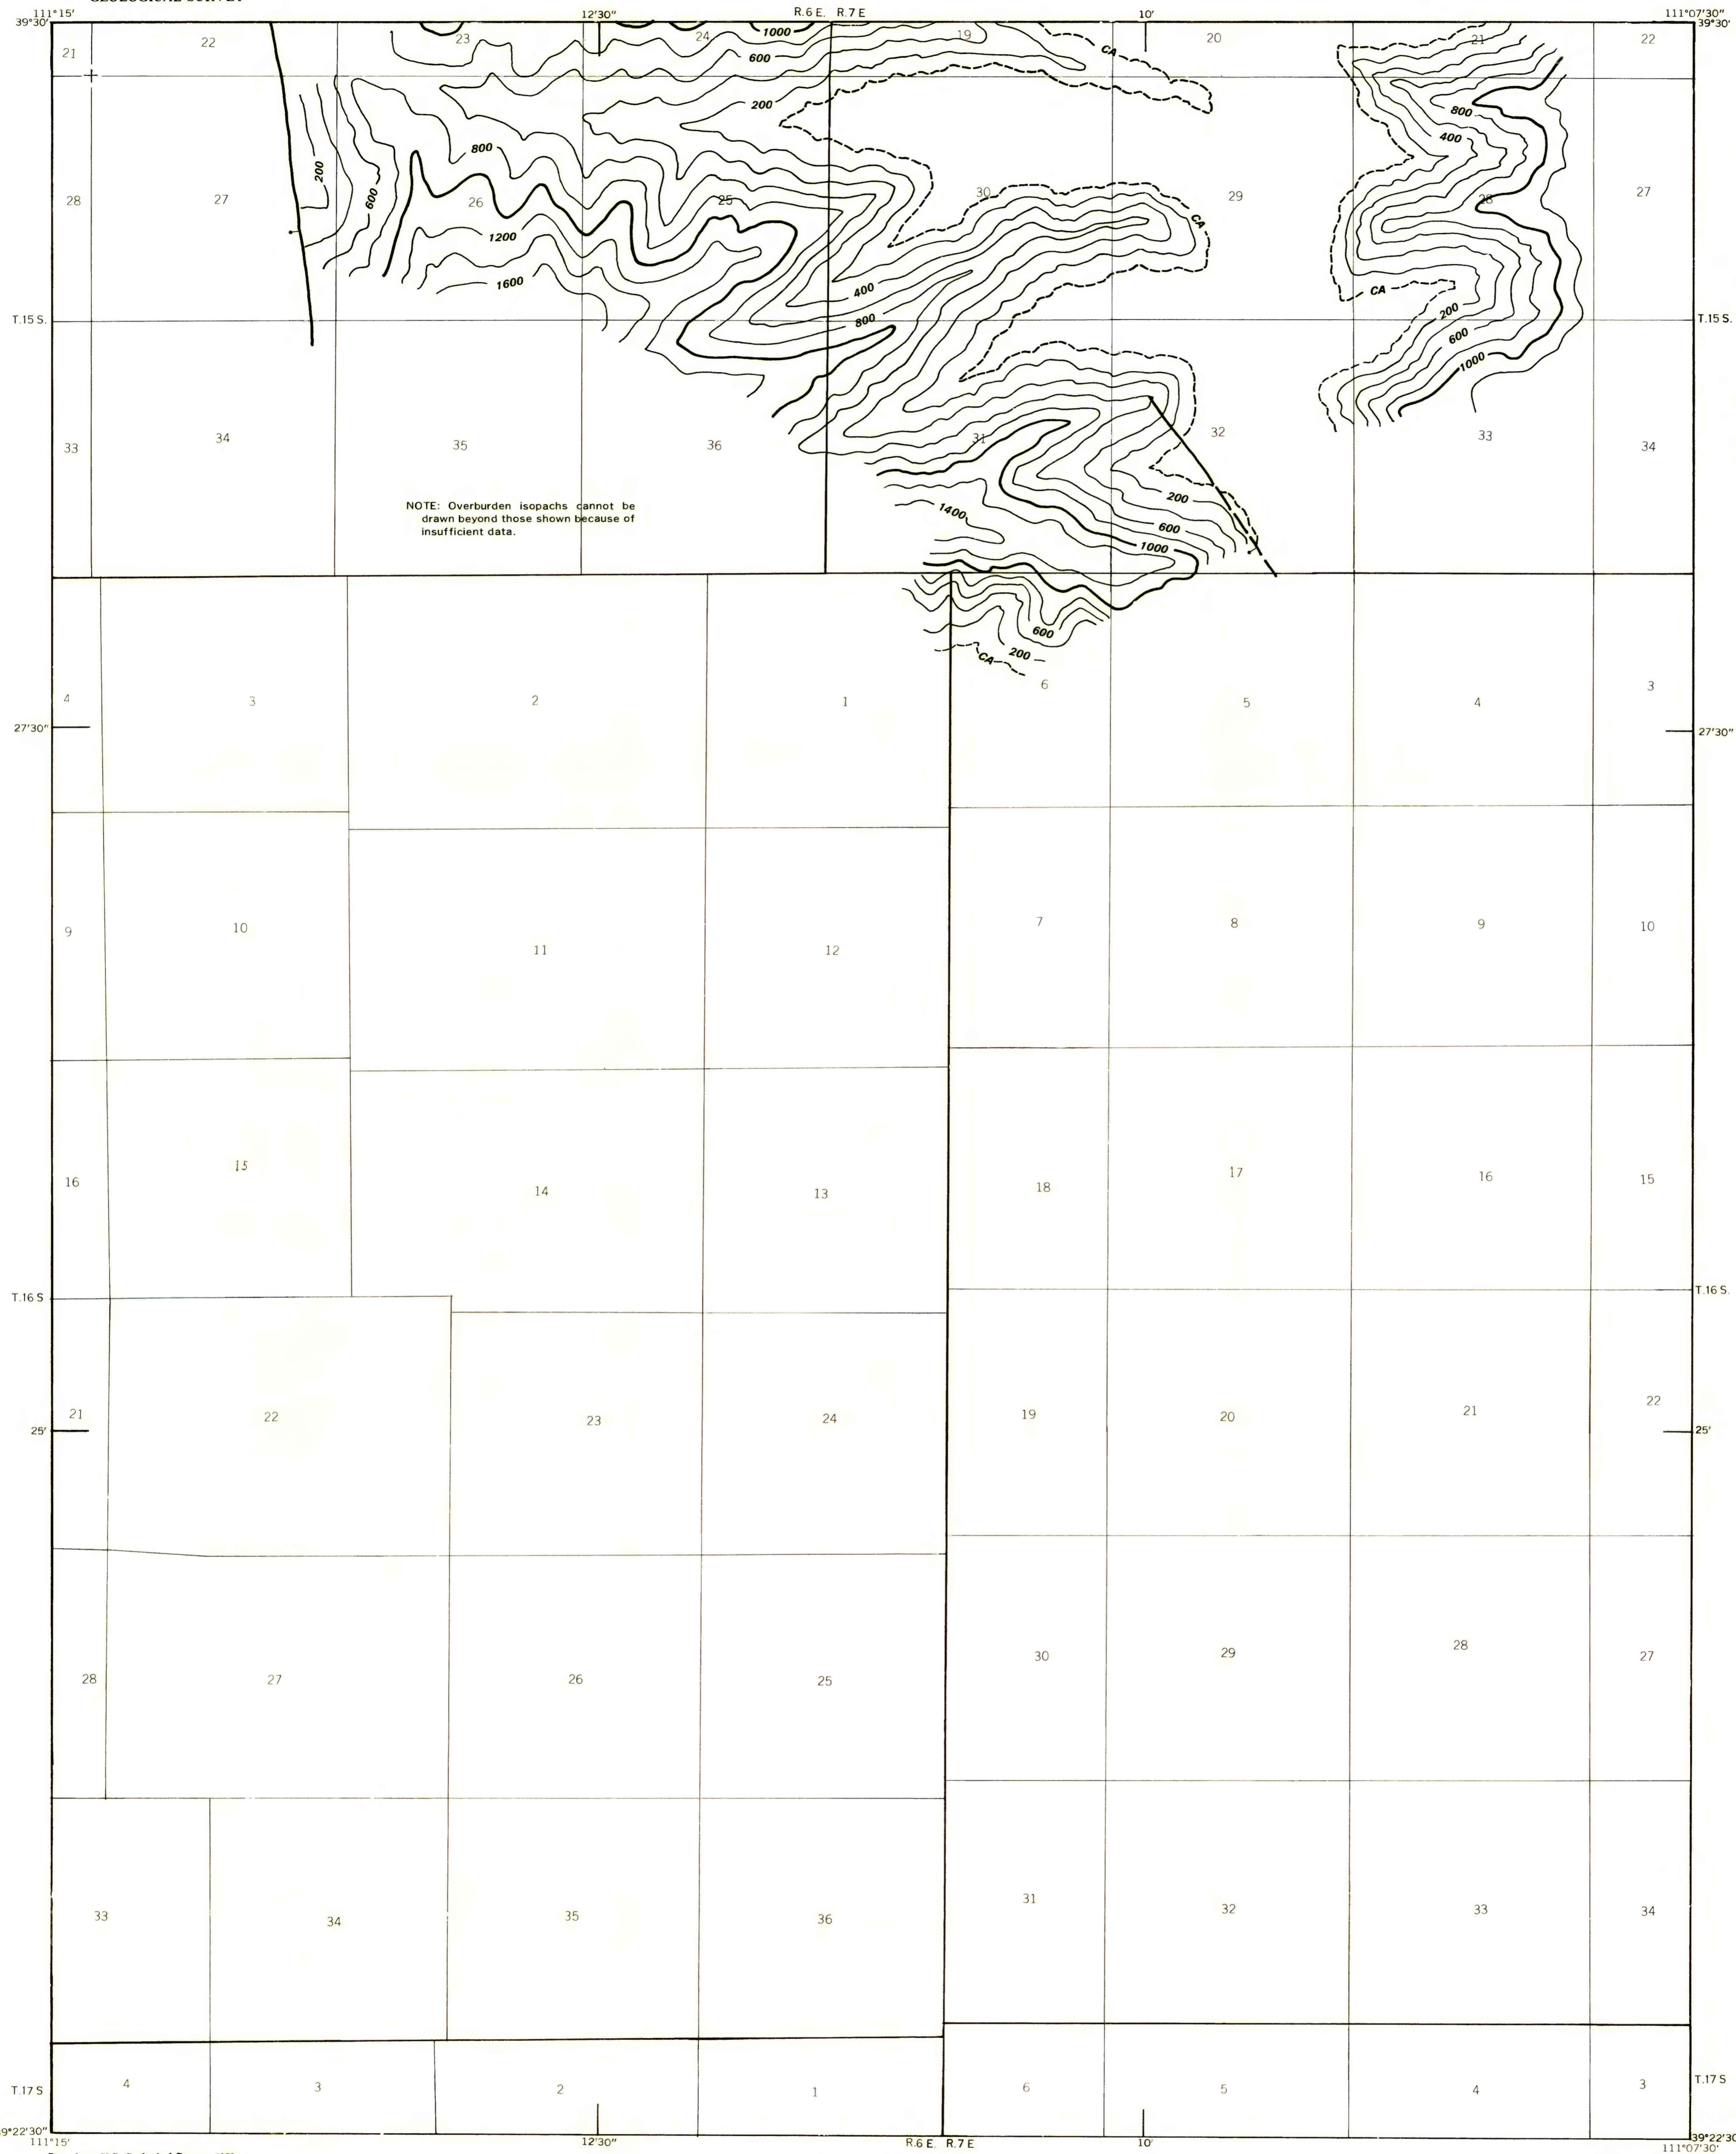 GEOLOGICAL SURVEY
111°15' 12'30" R.6 E. R.7 E 10' 111°07'30"
39°30' 39°30'
21 22 23 24 1000 19 CA 20 21 22
600
200
800
800 400
28 27 200 600 26 25 30 29 CA 28 27
1200
1600 400 CA
T.15 S. 800 200 T.15 S.
600
1000
33 34 35 36 31 32 33 34
NOTE: Overburden isopachs cannot be
drawn beyond those shown because of
insufficient data.
200
1400 600
1000
600
CA 200
4 3 2 1 6 5 4 3
27'30" 27'30"
9 10 11 12 7 8 9 10
16 15 14 13 18 17 16 15
T.16 S T.16 S.
21 22 23 24 19 20 21 22
25' 25'
28 27 26 25 30 29 28 27
33 34 35 36 31 32 33 34
T.17 S 4 3 2 1 6 5 4 3 T.17 S
9°22'30" 39°22'30
111°15' 12'30" R.6 E. R.7 E 10' 111°07'30"